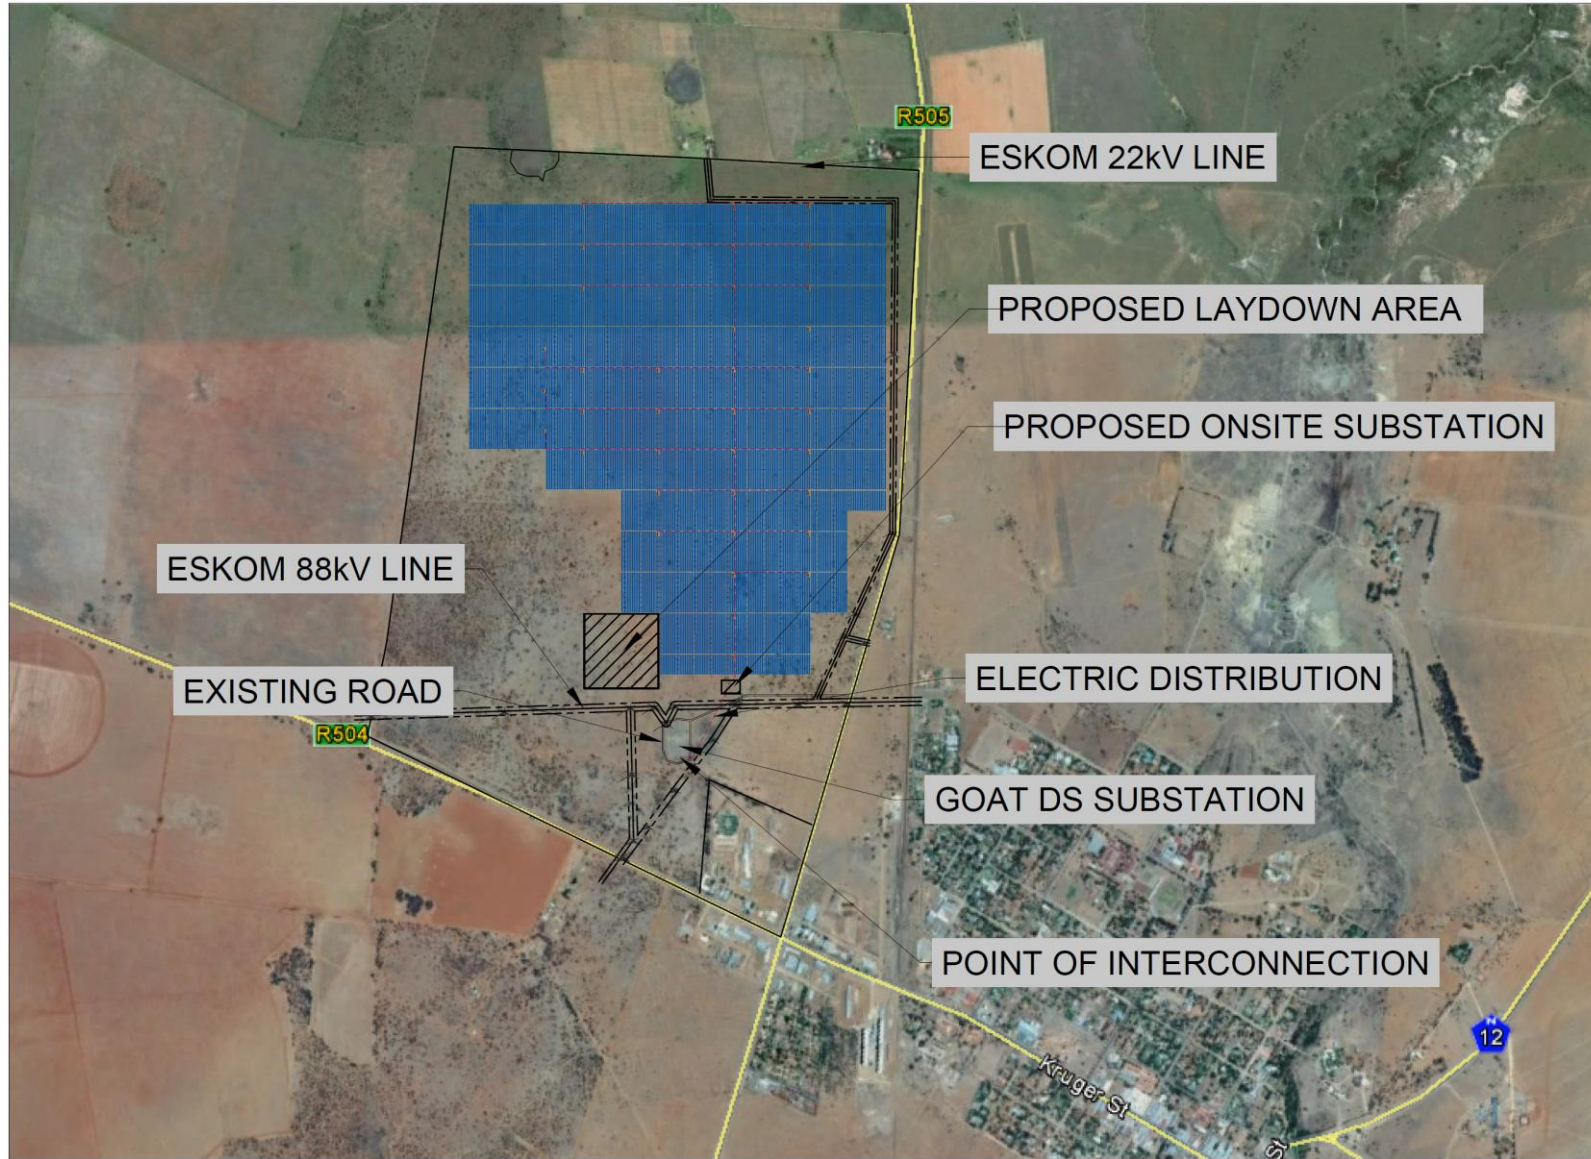 R505
ESKOM 22kV LINE
PROPOSED LAYDOWN AREA
PROPOSED ONSITE SUBSTATION
ESKOM 88kV LINE
EXISTING ROAD
ELECTRIC DISTRIBUTION
R504
GOAT DS SUBSTATION
POINT OF INTERCONNECTION
N
12
Kruger St
St